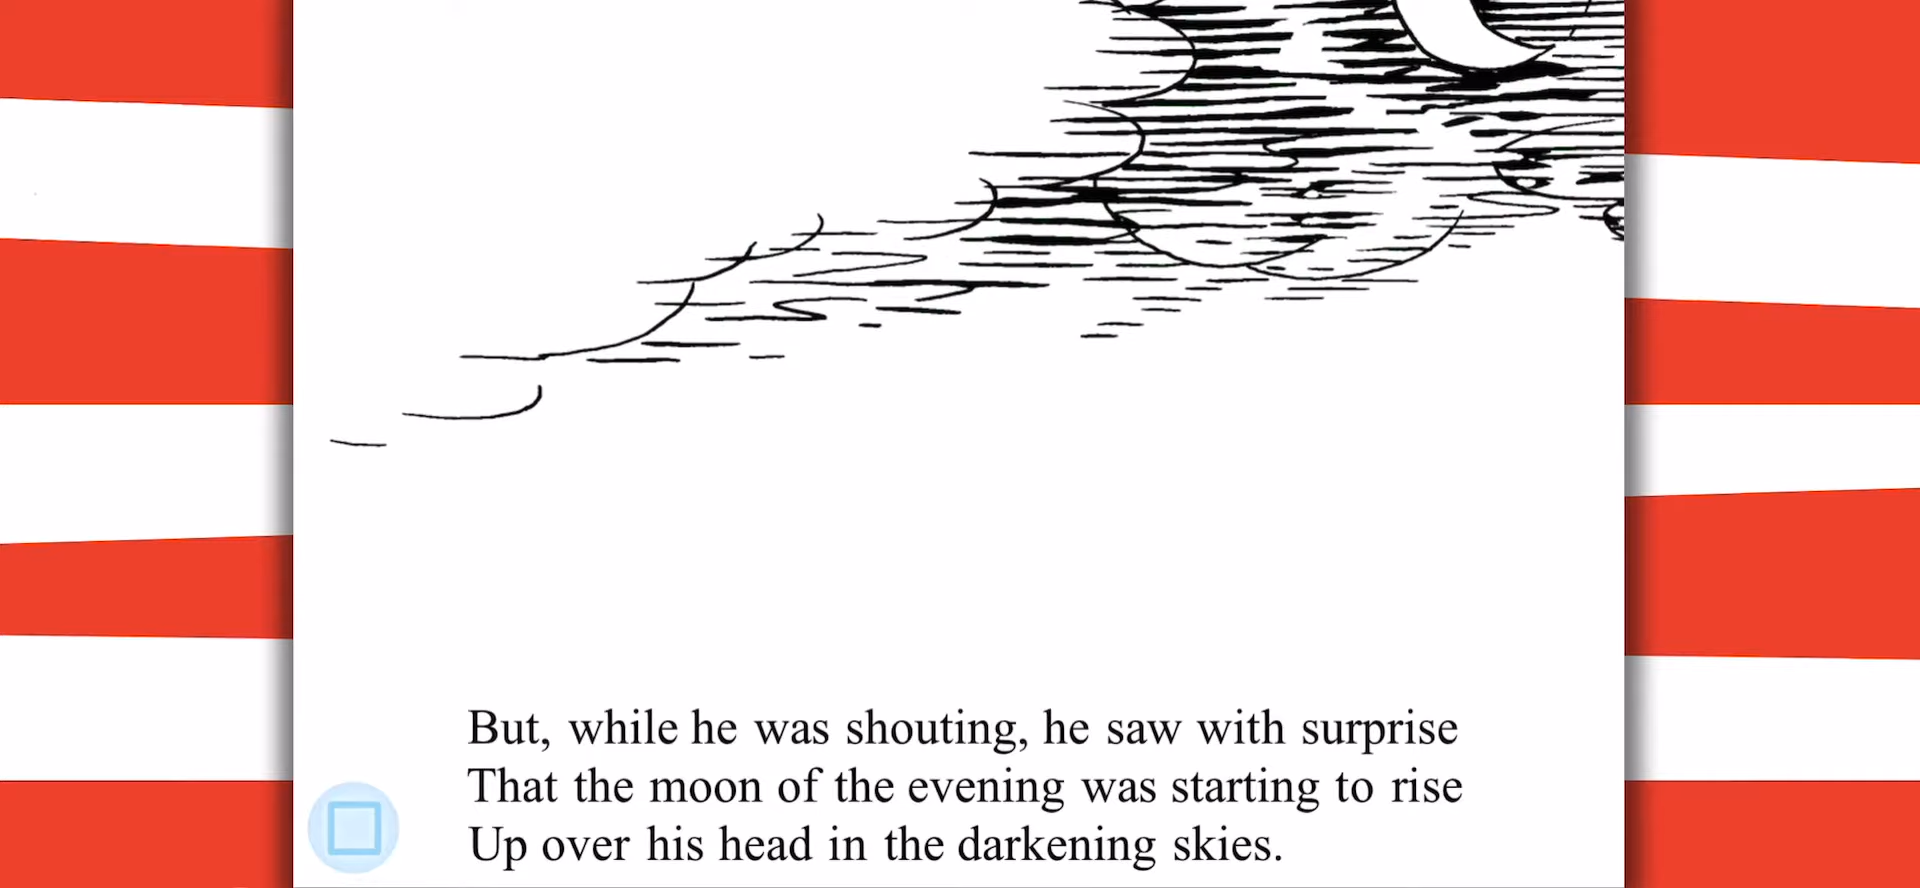 But, while he was shouting, he saw with surprise
That the moon of the evening was starting to rise
Up over his head in the darkening skies.